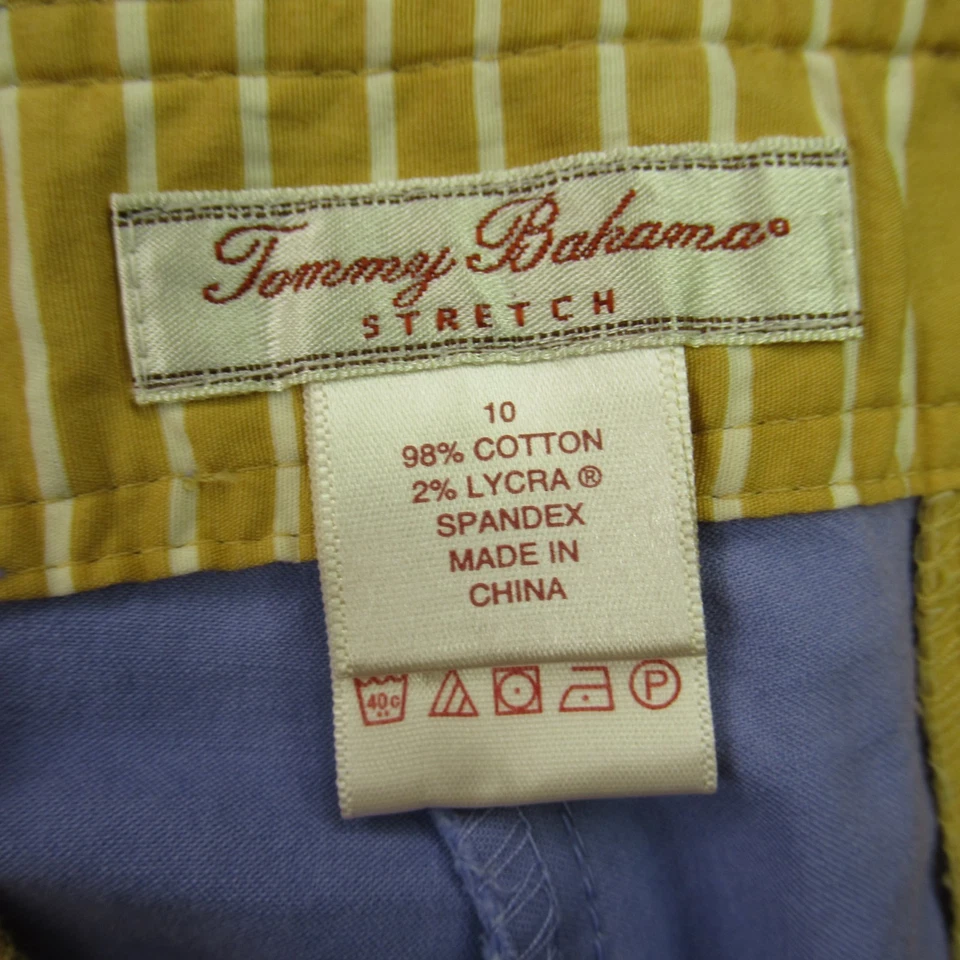 Tommy Bahama®
STRETCH
10
98% COTTON
2% LYCRA ®
SPANDEX
MADE IN
CHINA
40c P